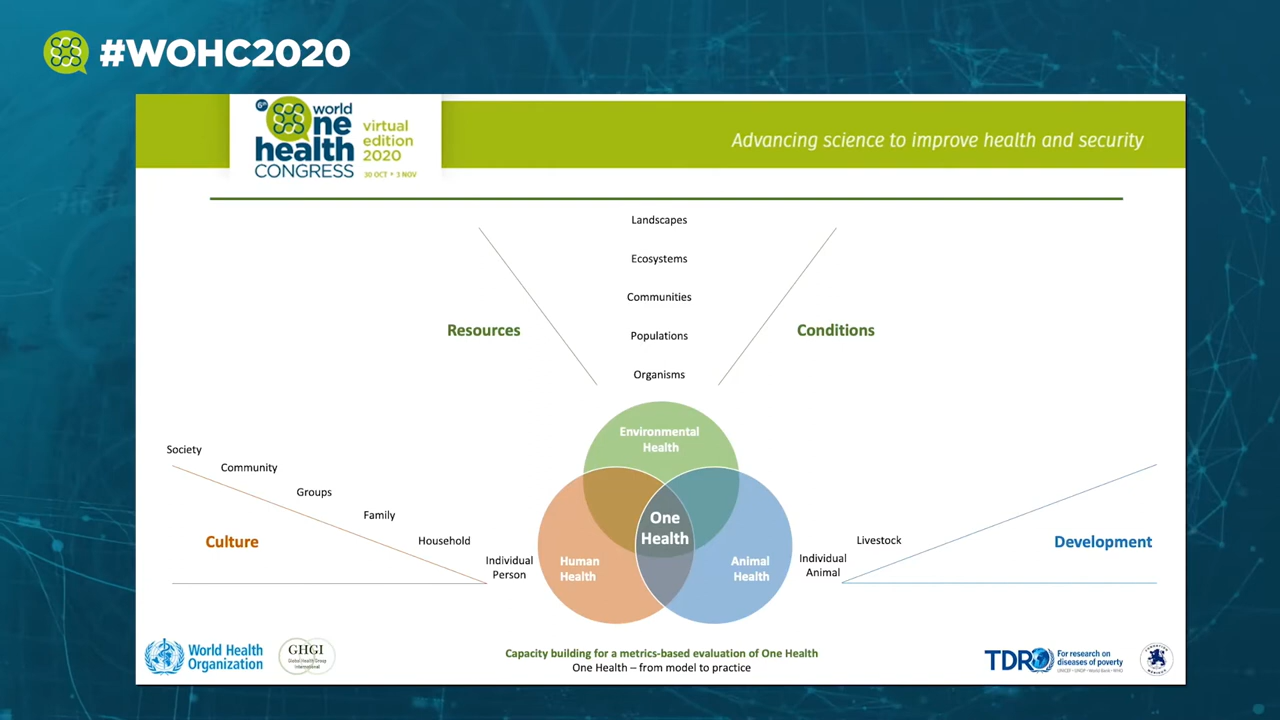 #WOHC2020
6th world
One
health
CONGRESS
virtual
edition
2020
30 OCT + 3 NOV
Advancing science to improve health and security
Landscapes
Ecosystems
Communities
Populations
Organisms
Resources
Conditions
Environmental
Health
One
Health
Human
Health
Animal
Health
Society
Community
Groups
Family
Household
Individual
Person
Culture
Livestock
Individual
Animal
Development
World Health
Organization
GHGI
Global Health Group
International
Capacity building for a metrics-based evaluation of One Health
One Health – from model to practice
TDR
For research on
diseases of poverty
UNICEF • UNDP • World Bank • WHO